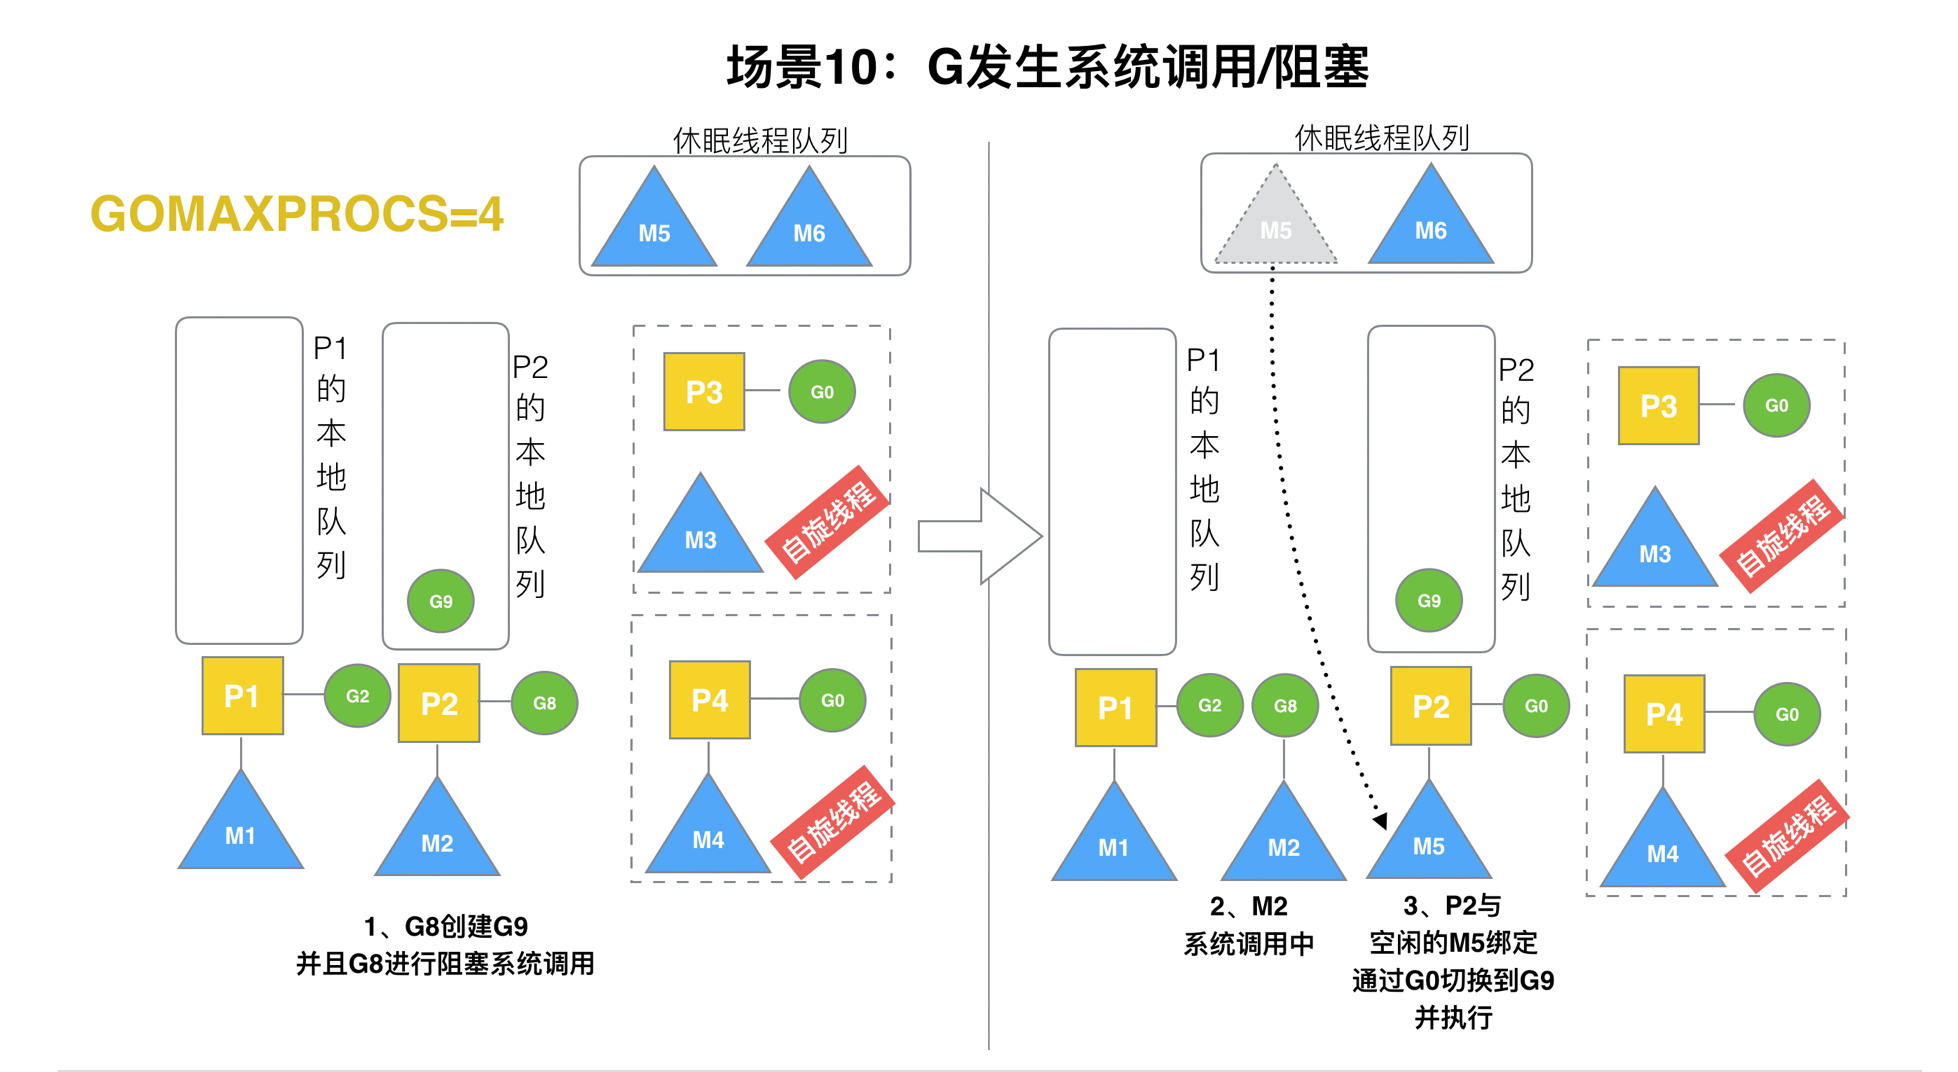 场景10：G发生系统调用/阻塞
GOMAXPROCS=4
休眠线程队列
M5
M6
P1的本地队列
P2的本地队列
G9
P1
G2
P2
G8
M1
M2
P3
G0
M3
自旋线程
P4
G0
M4
自旋线程
1、G8创建G9
并且G8进行阻塞系统调用
休眠线程队列
M5
M6
P1的本地队列
P2的本地队列
G9
P1
G2
G8
P2
G0
M1
M2
M5
P3
G0
M3
自旋线程
P4
G0
M4
自旋线程
2、M2
系统调用中
3、P2与
空闲的M5绑定
通过G0切换到G9
并执行